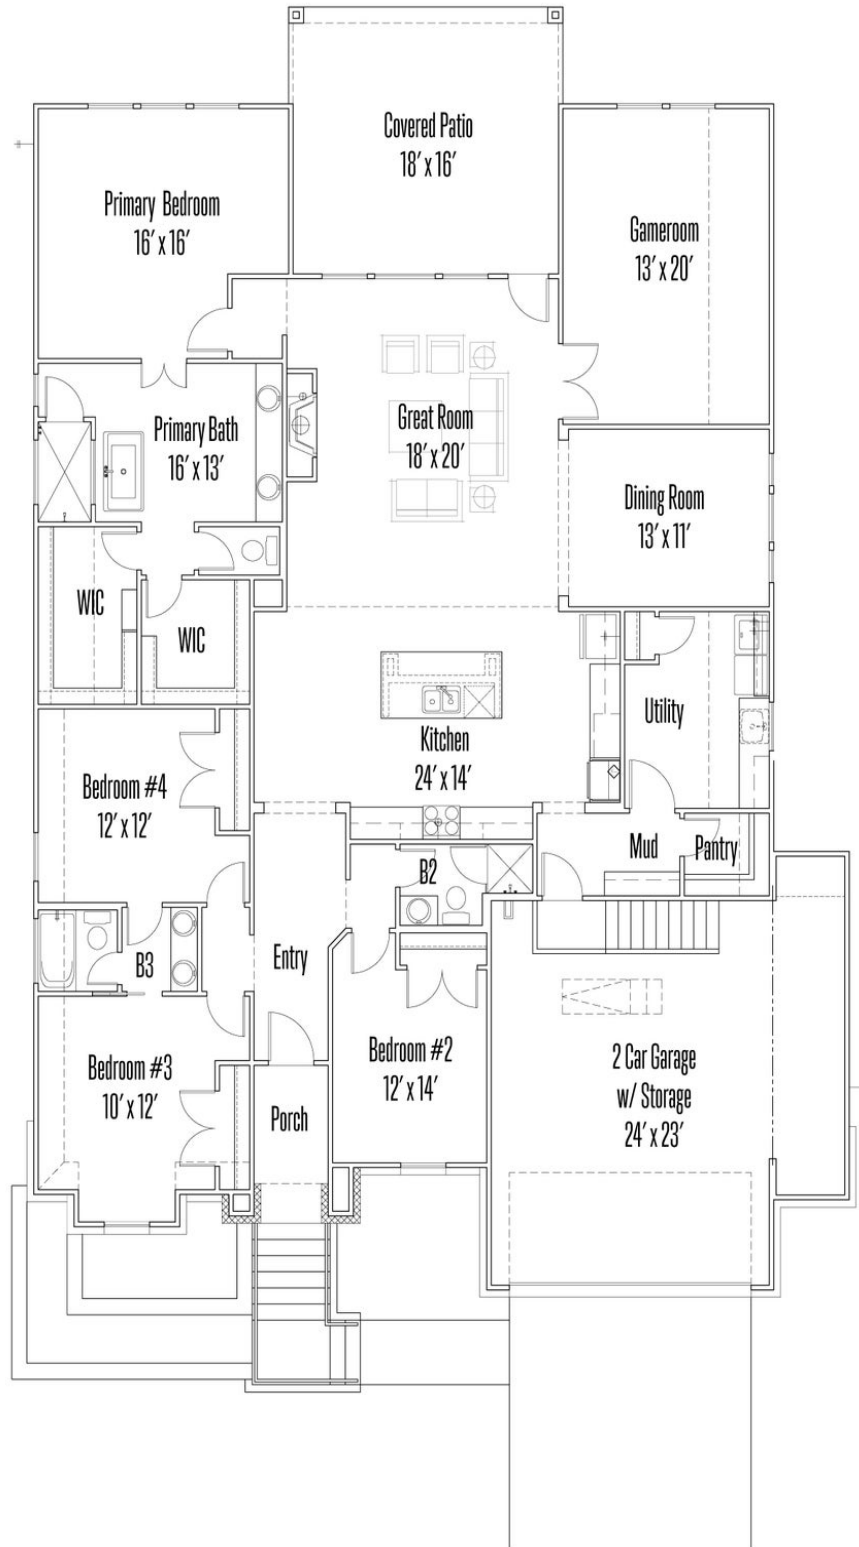 Covered Patio
18' x 16'
Primary Bedroom
16' x 16'
Gameroom
13' x 20'
Primary Bath
16' x 13'
Great Room
18' x 20'
Dining Room
13' x 11'
WIC
WIC
Utility
Kitchen
24' x 14'
Bedroom #4
12' x 12'
Mud
Pantry
B2
B3
Entry
Bedroom #3
10' x 12'
Bedroom #2
12' x 14'
2 Car Garage
w/ Storage
24' x 23'
Porch